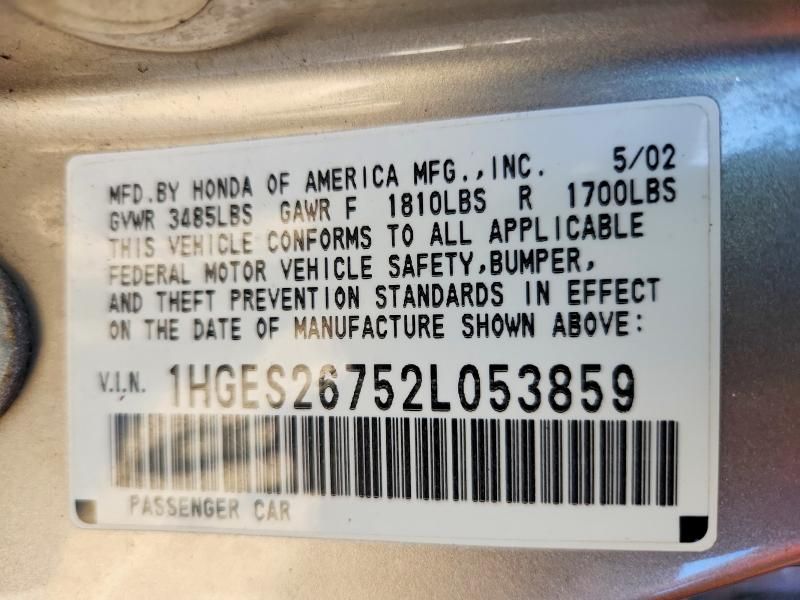 MFD.BY HONDA OF AMERICA MFG.,INC. 5/02
GVWR 3485LBS GAWR F 1810LBS R 1700LBS
THIS VEHICLE CONFORMS TO ALL APPLICABLE
FEDERAL MOTOR VEHICLE SAFETY,BUMPER,
AND THEFT PREVENTION STANDARDS IN EFFECT
ON THE DATE OF MANUFACTURE SHOWN ABOVE:
V.I.N. 1HGES26752L053859
PASSENGER CAR